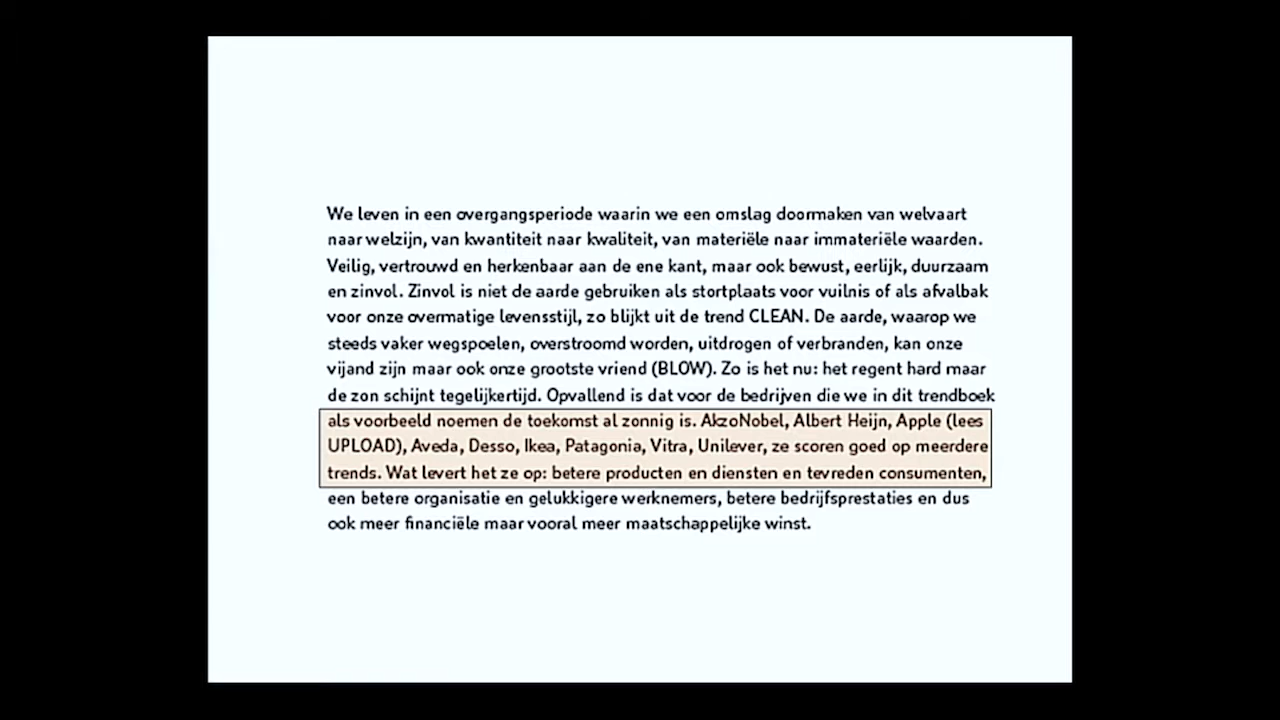 We leven in een overgangsperiode waarin we een omslag doormaken van welvaart
naar welzijn, van kwantiteit naar kwaliteit, van materiële naar immateriële waarden.
Veilig, vertrouwd en herkenbaar aan de ene kant, maar ook bewust, eerlijk, duurzaam
en zinvol. Zinvol is niet de aarde gebruiken als stortplaats voor vuilnis of als afvalbak
voor onze overmatige levensstijl, zo blijkt uit de trend CLEAN. De aarde, waarop we
steeds vaker wegspoelen, overstroomd worden, uitdrogen of verbranden, kan onze
vijand zijn maar ook onze grootste vriend (BLOW). Zo is het nu: het regent hard maar
de zon schijnt tegelijkertijd. Opvallend is dat voor de bedrijven die we in dit trendboek
als voorbeeld noemen de toekomst al zonnig is. AkzoNobel, Albert Heijn, Apple (lees
UPLOAD), Aveda, Desso, Ikea, Patagonia, Vitra, Unilever, ze scoren goed op meerdere
trends. Wat levert het ze op: betere producten en diensten en tevreden consumenten,
een betere organisatie en gelukkigere werknemers, betere bedrijfsprestaties en dus
ook meer financiële maar vooral meer maatschappelijke winst.